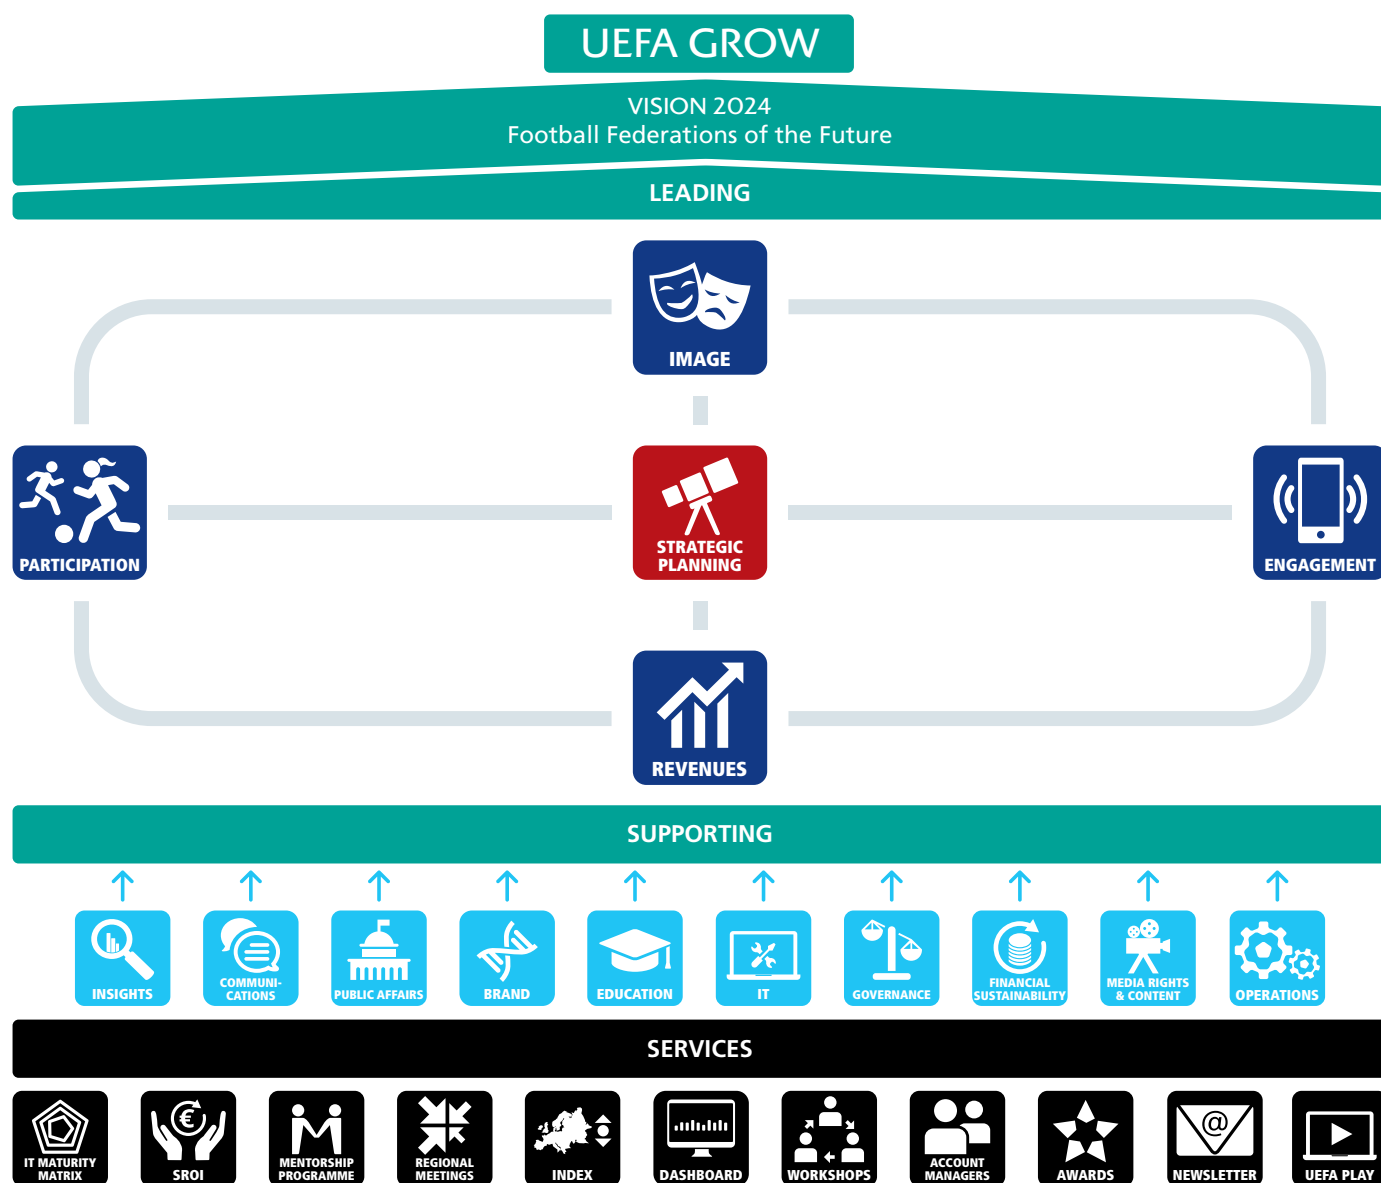 UEFA GROW
VISION 2024
Football Federations of the Future
LEADING
IMAGE
PARTICIPATION
STRATEGIC
PLANNING
ENGAGEMENT
REVENUES
SUPPORTING
INSIGHTS
COMMUNI-
CATIONS
PUBLIC AFFAIRS
BRAND
EDUCATION
IT
GOVERNANCE
FINANCIAL
SUSTAINABILITY
MEDIA RIGHTS
& CONTENT
OPERATIONS
SERVICES
IT MATURITY
MATRIX
€
SROI
MENTORSHIP
PROGRAMME
REGIONAL
MEETINGS
INDEX
DASHBOARD
WORKSHOPS
ACCOUNT
MANAGERS
AWARDS
@
NEWSLETTER
UEFA PLAY